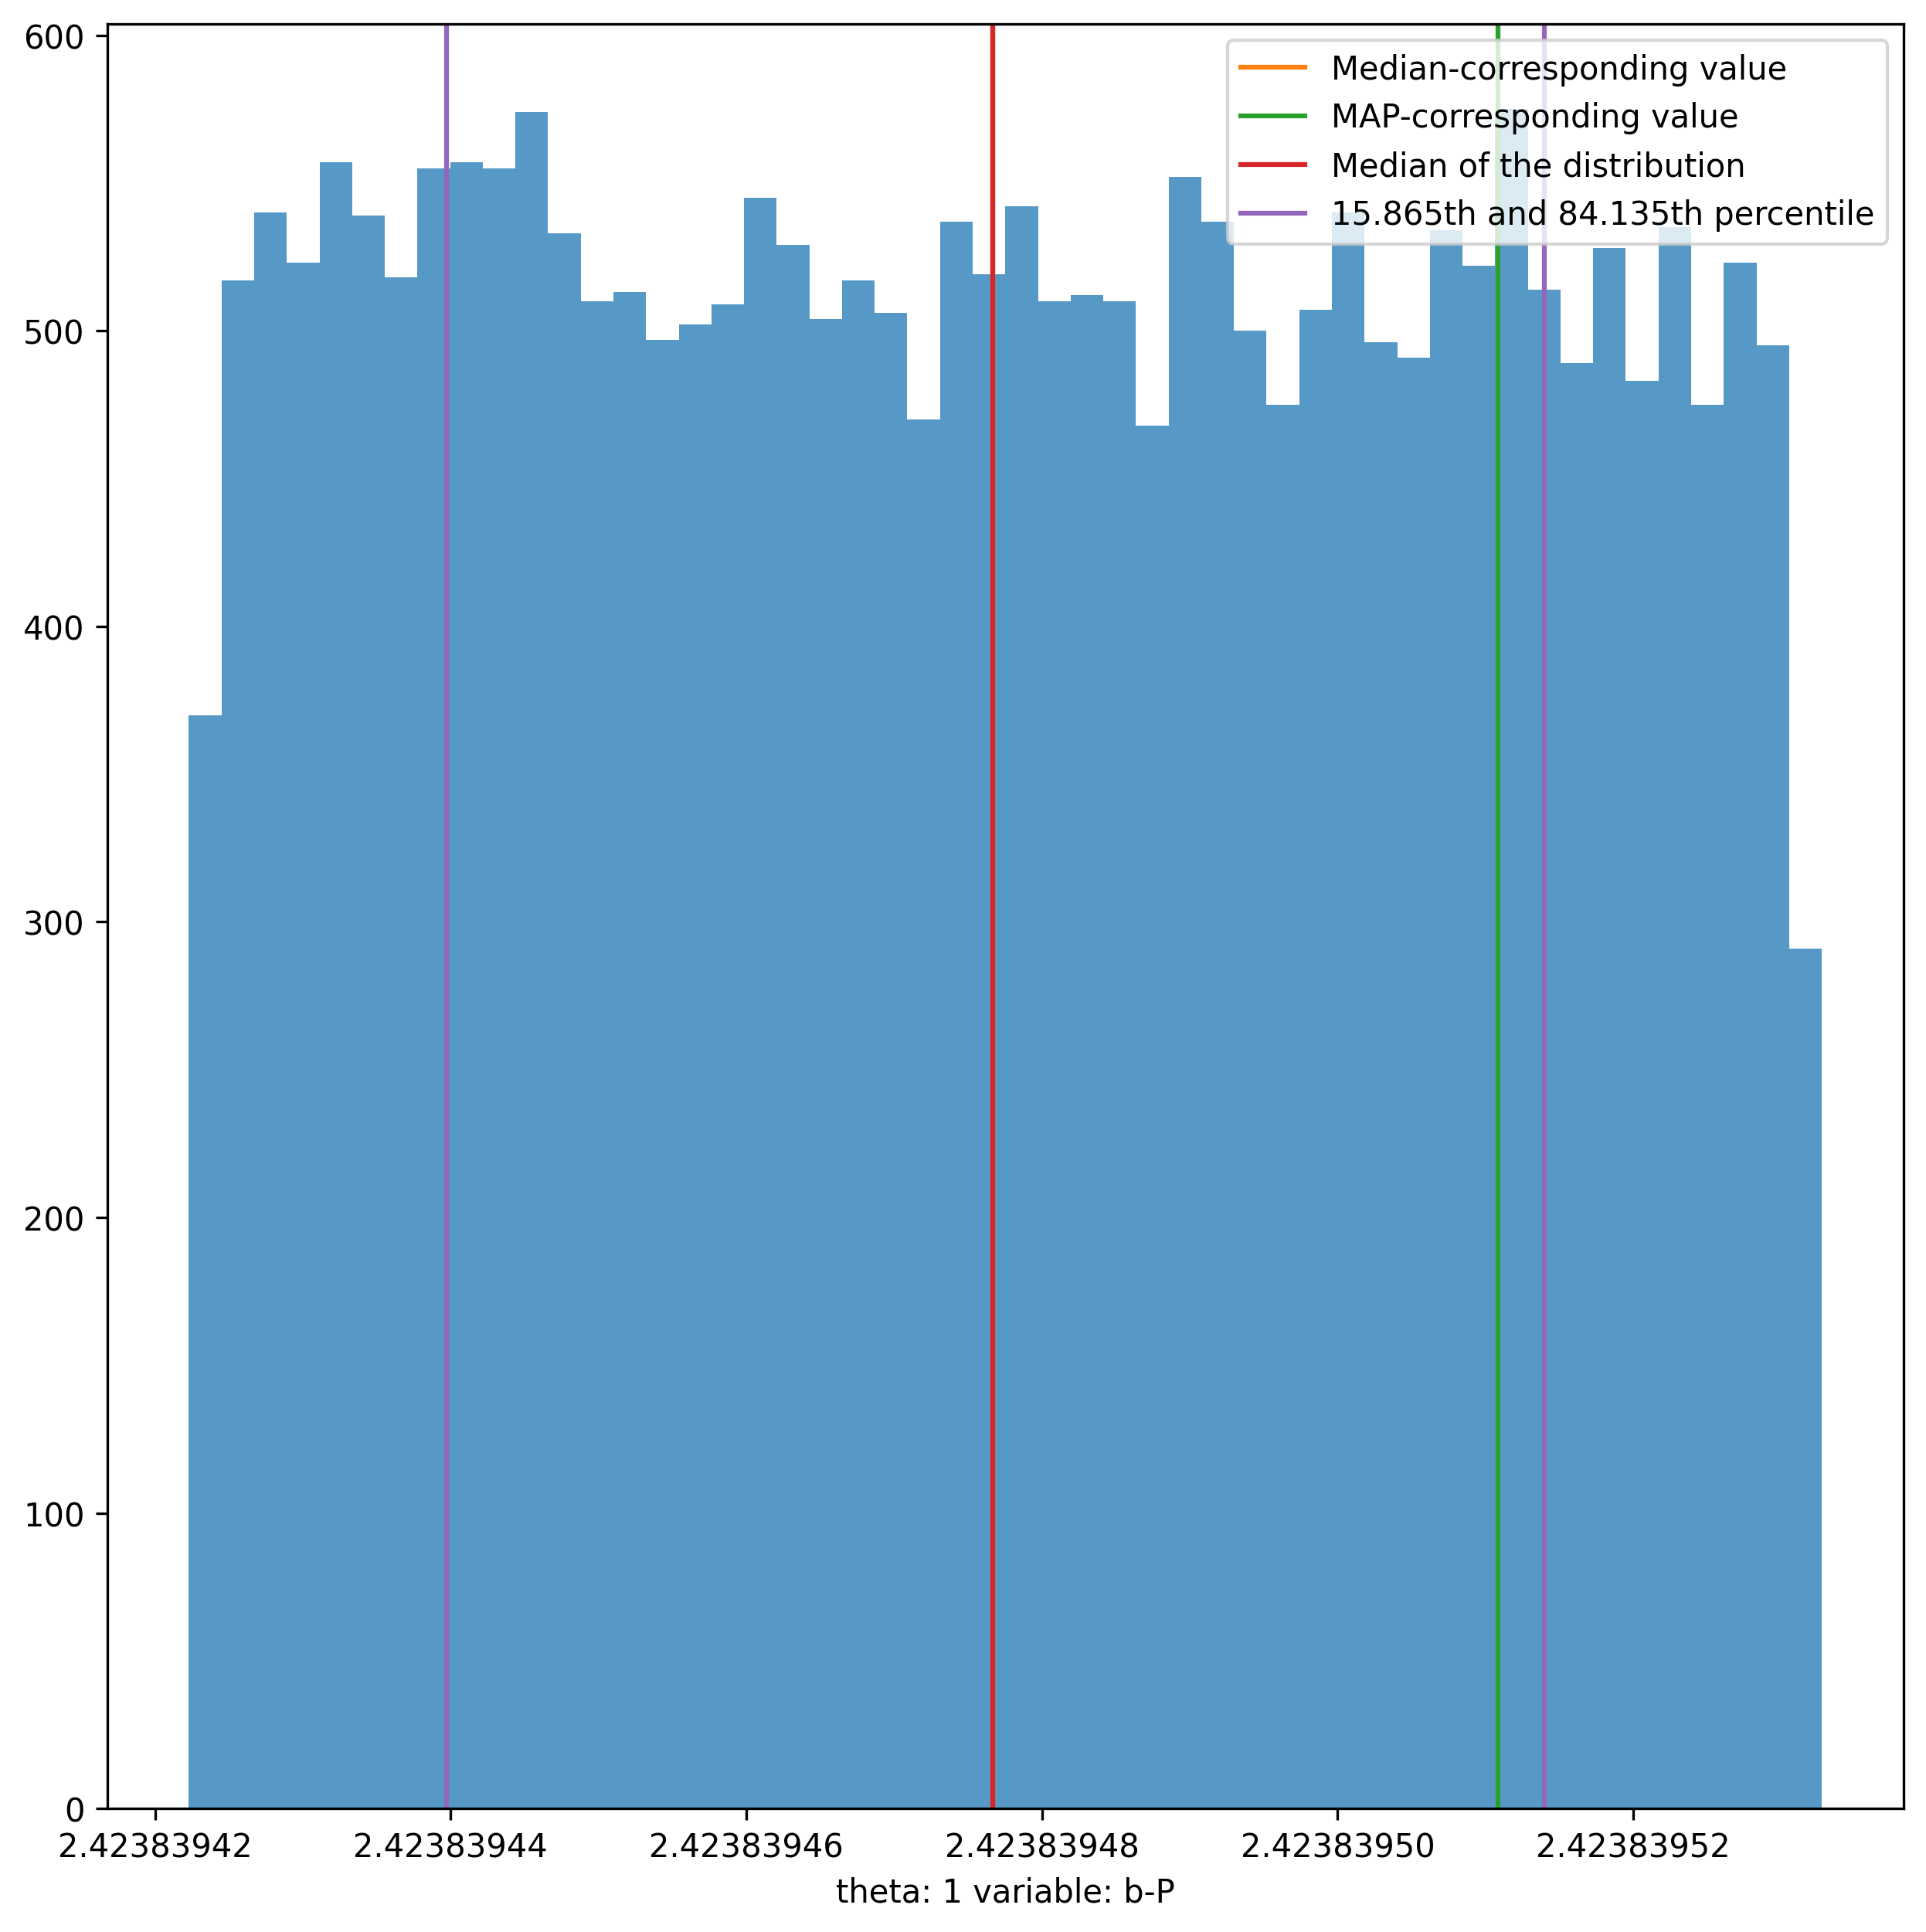 600
500
400
300
200
100
0
Median-corresponding value
MAP-corresponding value
Median of the distribution
15.865th and 84.135th percentile
2.42383942 2.42383944 2.42383946 2.42383948 2.42383950 2.42383952
theta: 1 variable: b-P